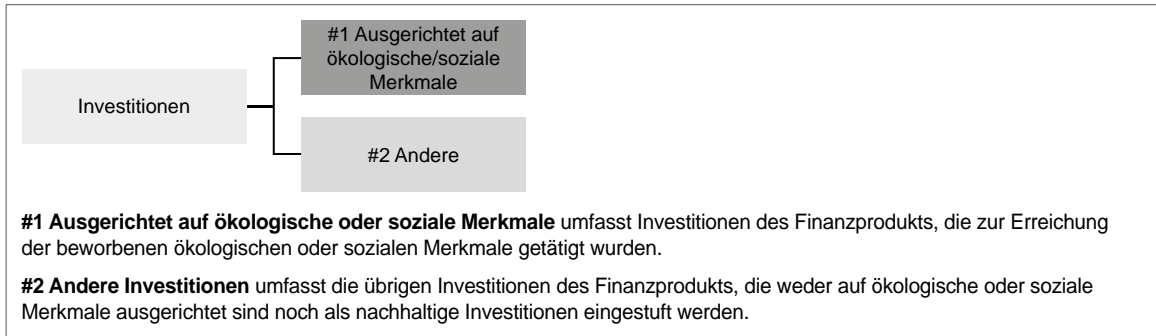 #1 Ausgerichtet auf
ökologische/soziale
Merkmale
Investitionen
#2 Andere
#1 Ausgerichtet auf ökologische oder soziale Merkmale umfasst Investitionen des Finanzprodukts, die zur Erreichung
der beworbenen ökologischen oder sozialen Merkmale getätigt wurden.
#2 Andere Investitionen umfasst die übrigen Investitionen des Finanzprodukts, die weder auf ökologische oder soziale
Merkmale ausgerichtet sind noch als nachhaltige Investitionen eingestuft werden.